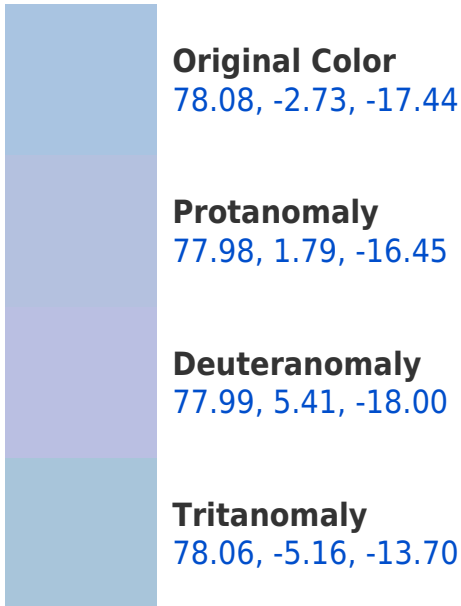 Original Color
78.08, -2.73, -17.44
Protanomaly
77.98, 1.79, -16.45
Deuteranomaly
77.99, 5.41, -18.00
Tritanomaly
78.06, -5.16, -13.70